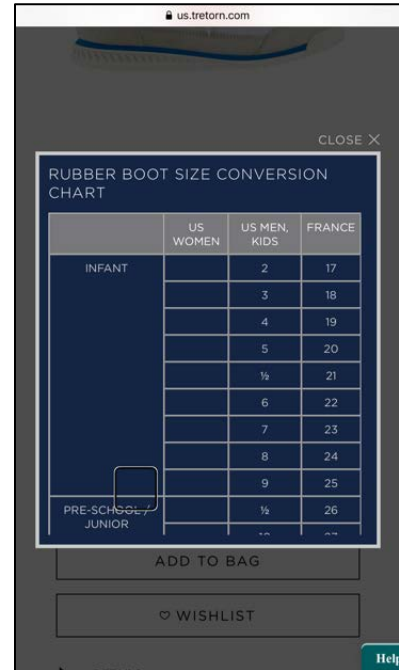 us.tretorn.com
CLOSE X
RUBBER BOOT SIZE CONVERSION
CHART
US WOMEN US MEN, KIDS FRANCE
INFANT 2 17
3 18
4 19
5 20
½ 21
6 22
7 23
8 24
9 25
PRE-SCHOOL / JUNIOR ½ 26
ADD TO BAG
♡ WISHLIST
Help